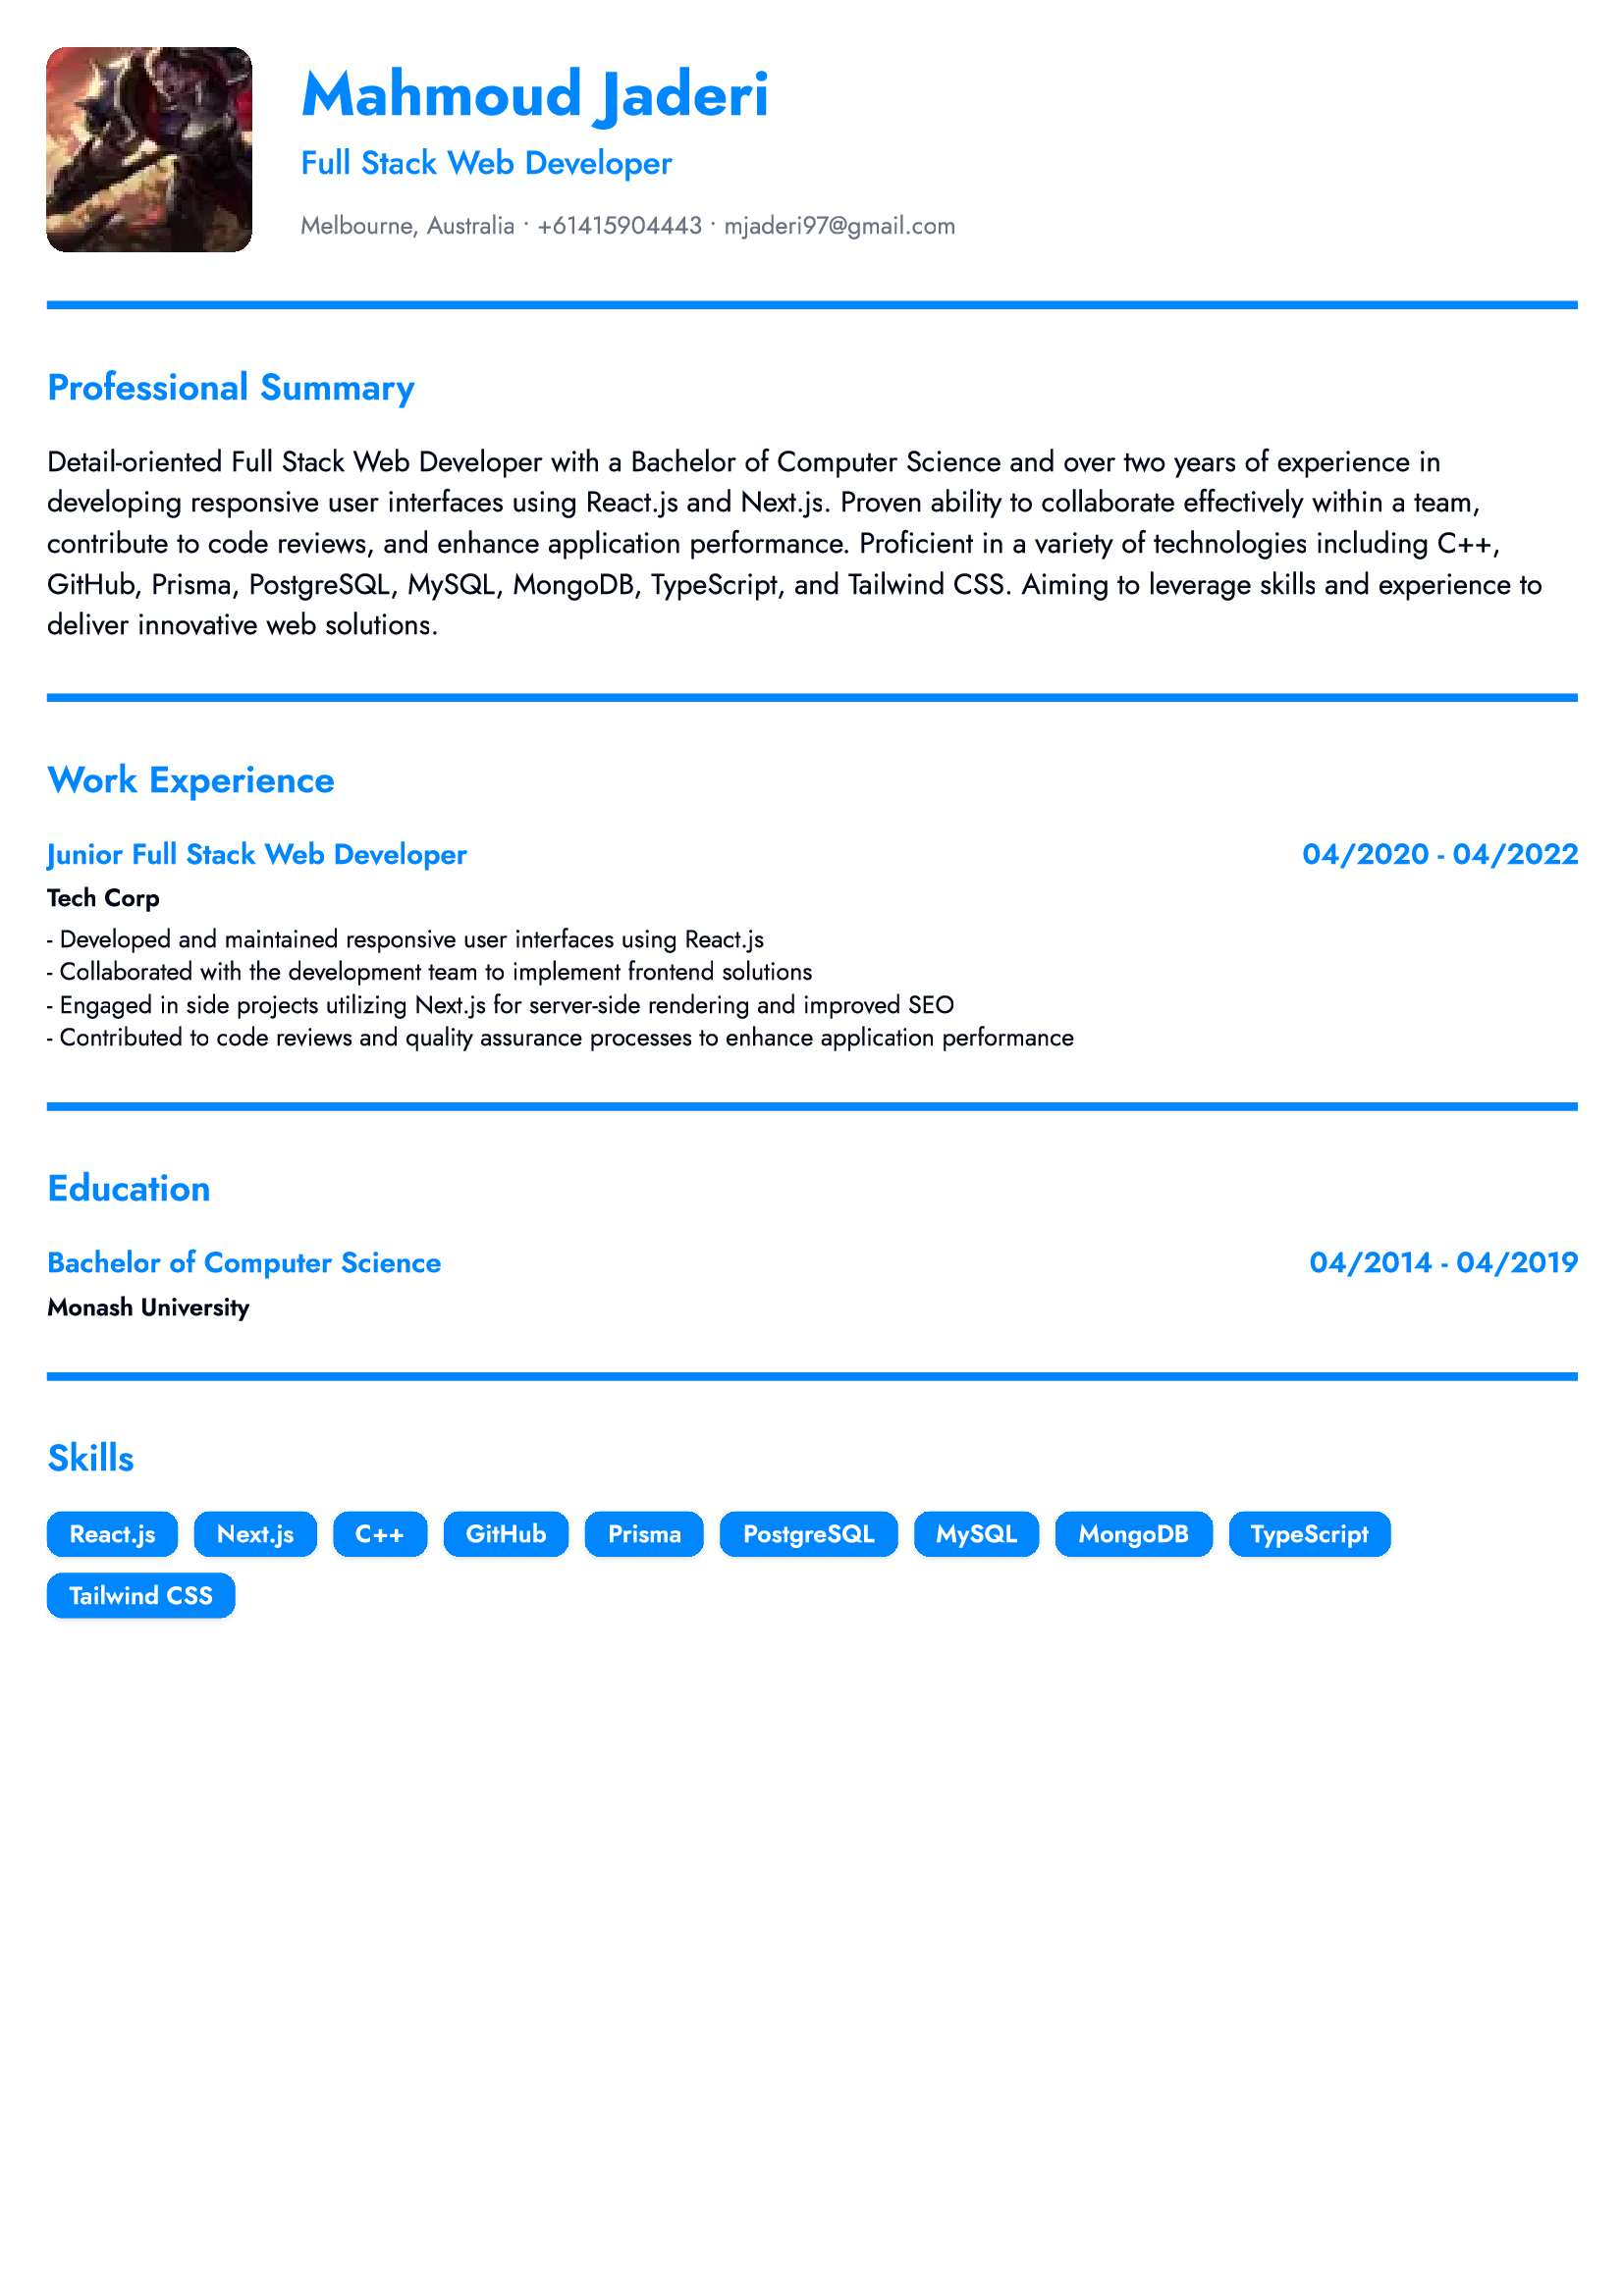 Mahmoud Jaderi
Full Stack Web Developer
Melbourne, Australia · +61415904443 · mjaderi97@gmail.com
Professional Summary
Detail-oriented Full Stack Web Developer with a Bachelor of Computer Science and over two years of experience in
developing responsive user interfaces using React.js and Next.js. Proven ability to collaborate effectively within a team,
contribute to code reviews, and enhance application performance. Proficient in a variety of technologies including C++,
GitHub, Prisma, PostgreSQL, MySQL, MongoDB, TypeScript, and Tailwind CSS. Aiming to leverage skills and experience to
deliver innovative web solutions.
Work Experience
Junior Full Stack Web Developer 04/2020 - 04/2022
Tech Corp
- Developed and maintained responsive user interfaces using React.js
- Collaborated with the development team to implement frontend solutions
- Engaged in side projects utilizing Next.js for server-side rendering and improved SEO
- Contributed to code reviews and quality assurance processes to enhance application performance
Education
Bachelor of Computer Science 04/2014 - 04/2019
Monash University
Skills
React.js Next.js C++ GitHub Prisma PostgreSQL MySQL MongoDB TypeScript
Tailwind CSS